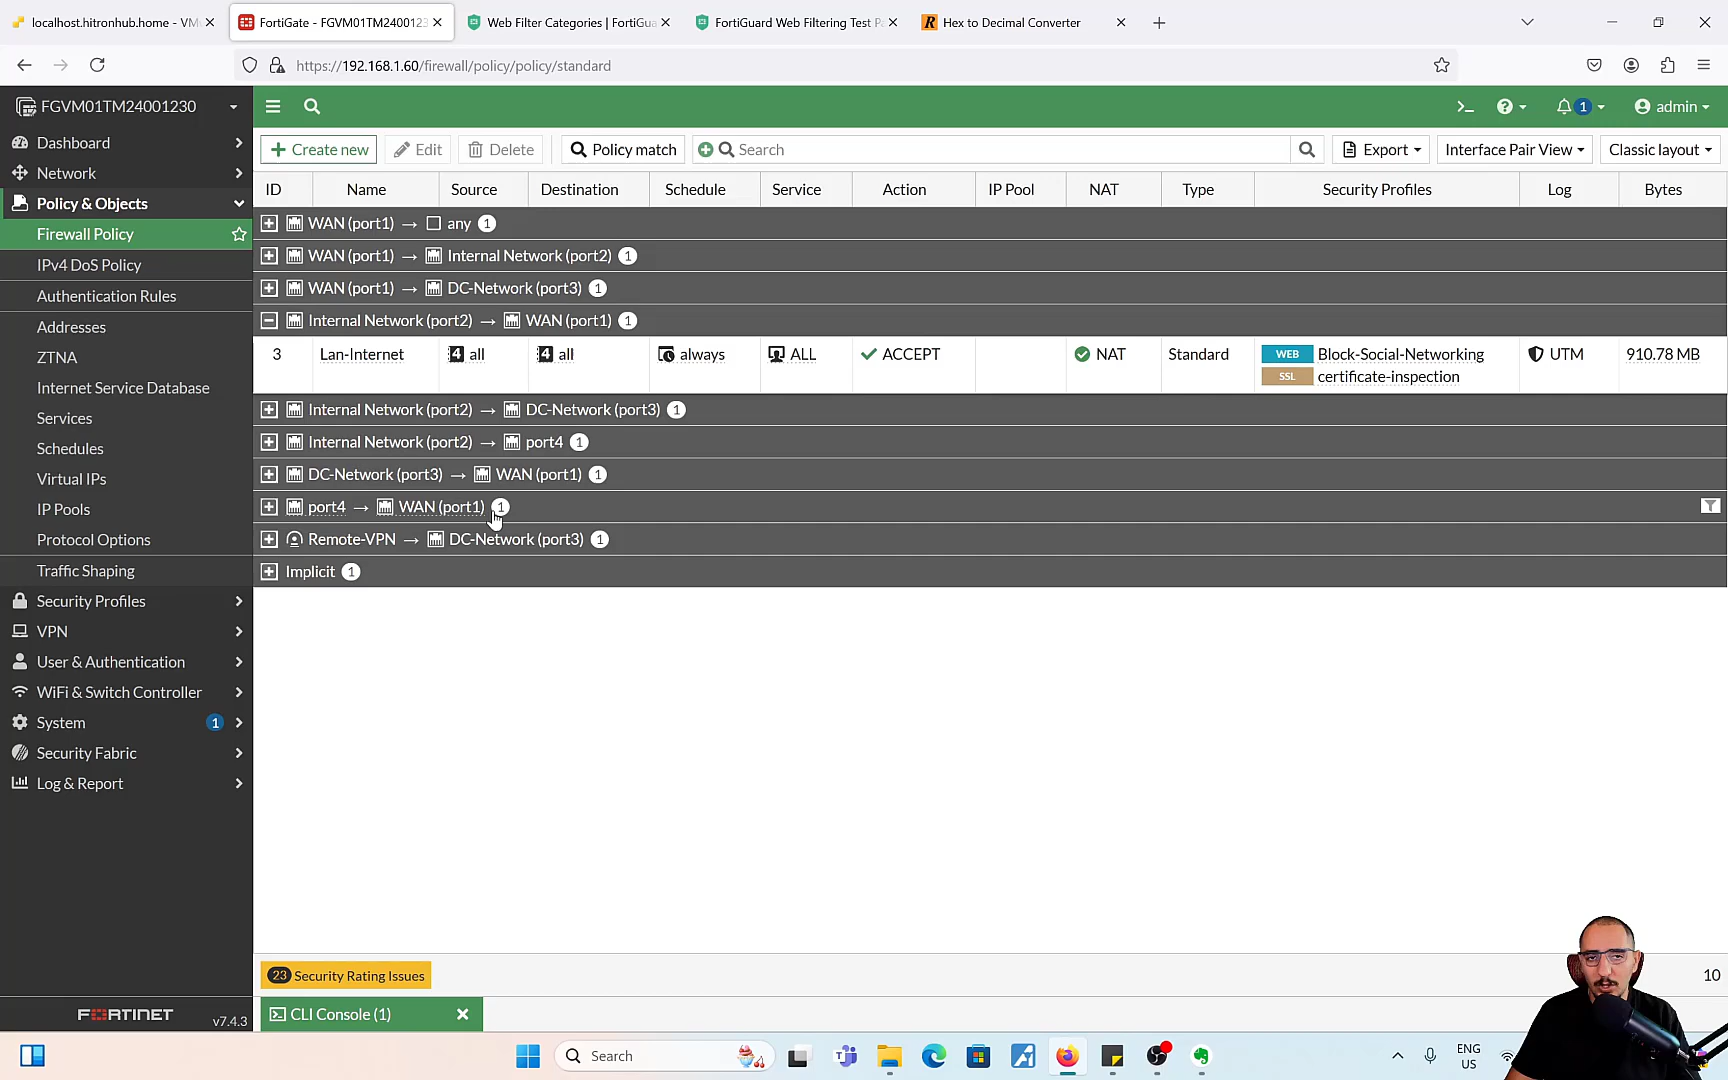 localhost.hitronhub.home - VM
FortiGate - FGVM01TM2400123
Web Filter Categories | FortiGua
FortiGuard Web Filtering Test Pa
Hex to Decimal Converter
https://192.168.1.60/firewall/policy/policy/standard
FGVM01TM24001230
1
admin
Dashboard
Network
Policy & Objects
Firewall Policy
IPv4 DoS Policy
Authentication Rules
Addresses
ZTNA
Internet Service Database
Services
Schedules
Virtual IPs
IP Pools
Protocol Options
Traffic Shaping
Security Profiles
VPN
User & Authentication
WiFi & Switch Controller
System 1
Security Fabric
Log & Report
FORTINET v7.4.3
Create new Edit Delete Policy match Search Export Interface Pair View Classic layout
ID Name Source Destination Schedule Service Action IP Pool NAT Type Security Profiles Log Bytes
WAN (port1) → any 1
WAN (port1) → Internal Network (port2) 1
WAN (port1) → DC-Network (port3) 1
Internal Network (port2) → WAN (port1) 1
3 Lan-Internet 4 all 4 all always ALL ACCEPT NAT Standard WEB Block-Social-Networking UTM 910.78 MB
SSL certificate-inspection
Internal Network (port2) → DC-Network (port3) 1
Internal Network (port2) → port4 1
DC-Network (port3) → WAN (port1) 1
port4 → WAN (port1) 1
Remote-VPN → DC-Network (port3) 1
Implicit 1
23 Security Rating Issues
10
CLI Console (1)
Search
ENG
US